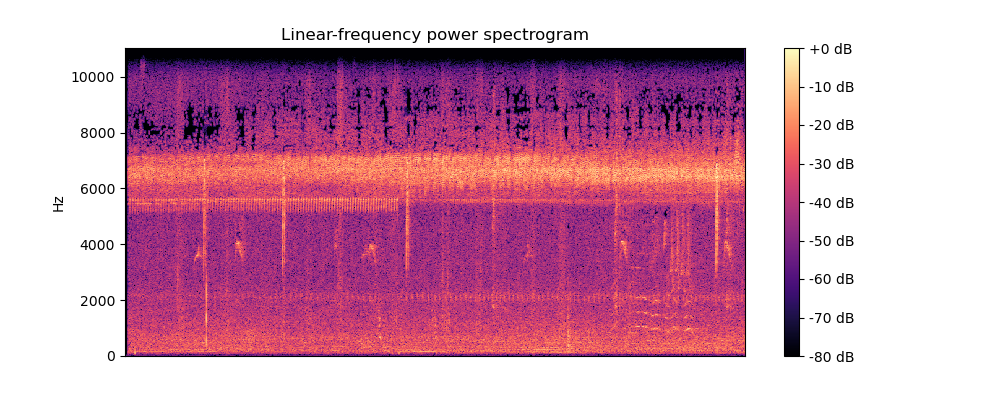 Linear-frequency power spectrogram
10000
8000
6000
4000
2000
0
Hz
+0 dB
-10 dB
-20 dB
-30 dB
-40 dB
-50 dB
-60 dB
-70 dB
-80 dB